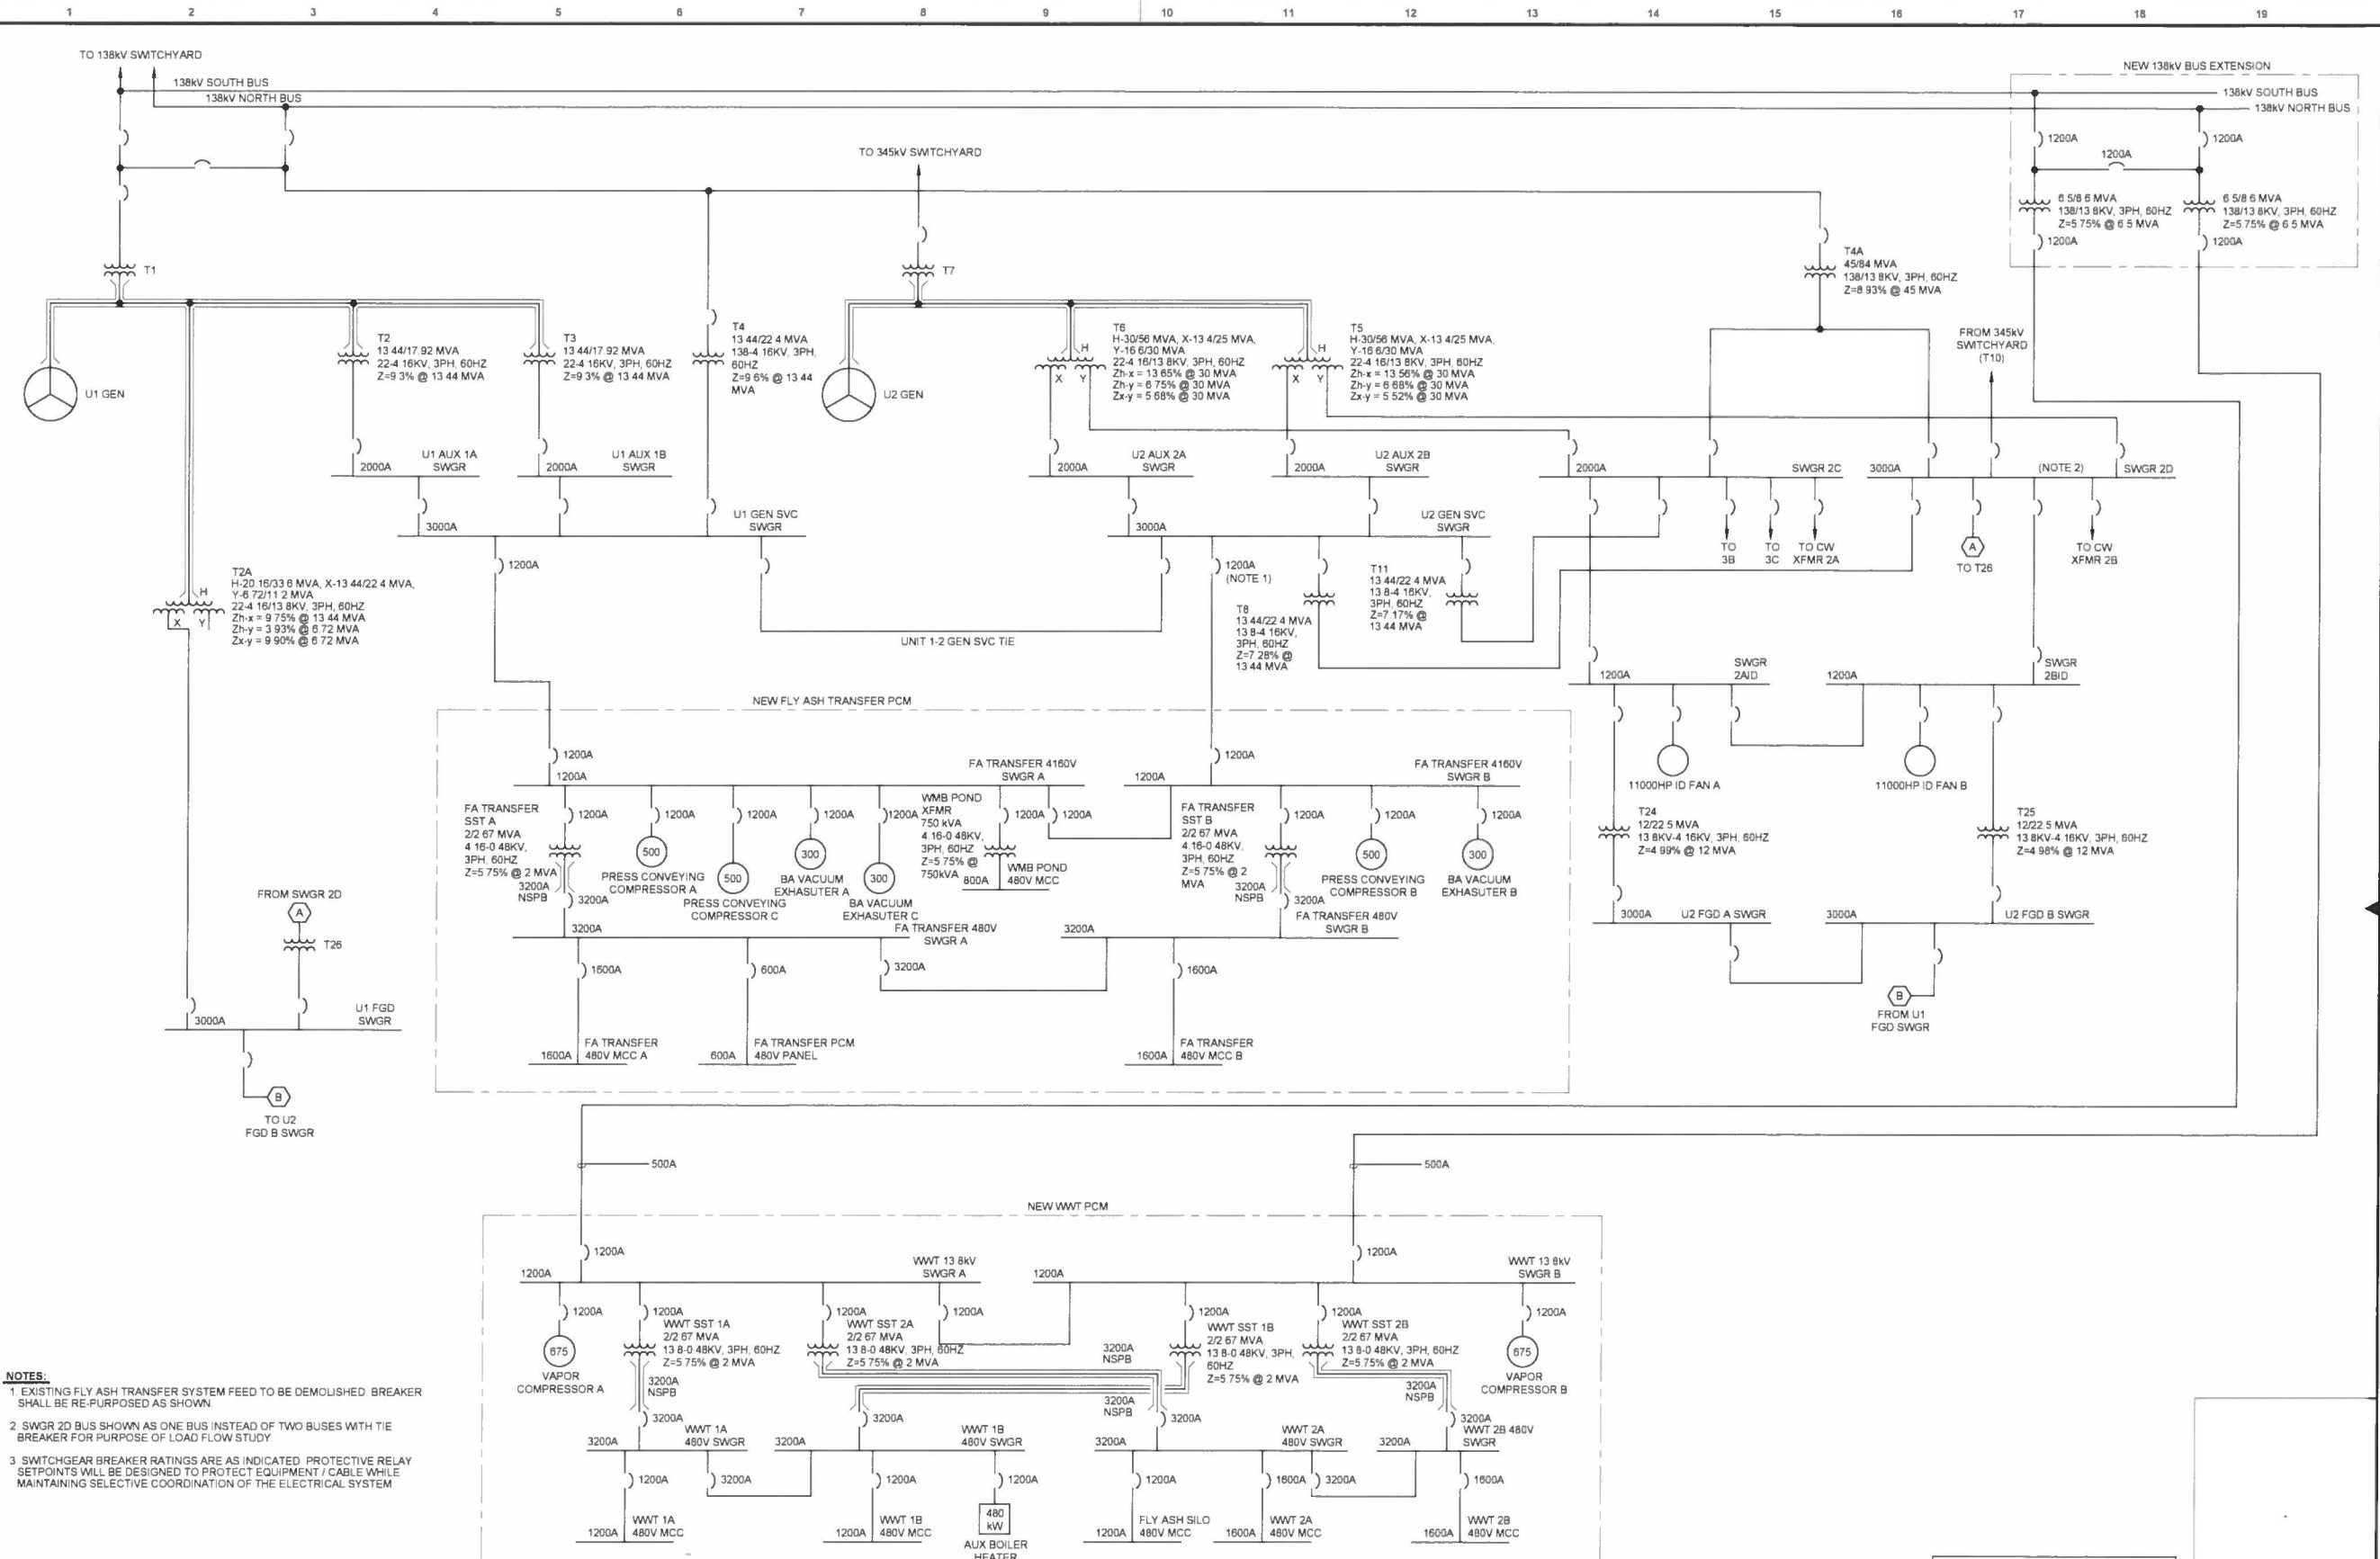 1 2 3 4 5 6 7 8 9 10 11 12 13 14 15 16 17 18 19
TO 138kV SWITCHYARD
138kV SOUTH BUS
138kV NORTH BUS
NEW 138kV BUS EXTENSION
138kV SOUTH BUS
138kV NORTH BUS
1200A
1200A
1200A
6 5/8 6 MVA
138/13 8KV, 3PH, 60HZ
Z=5 75% @ 6 5 MVA
1200A
6 5/8 6 MVA
138/13 8KV, 3PH, 60HZ
Z=5 75% @ 6 5 MVA
1200A
TO 345kV SWITCHYARD
T1
T7
T4A
45/84 MVA
138/13 8KV, 3PH, 60HZ
Z=8 93% @ 45 MVA
U1 GEN
T2
13 44/17.92 MVA
22-4 16KV, 3PH, 60HZ
Z=9 3% @ 13 44 MVA
T3
13 44/17.92 MVA
22-4 16KV, 3PH, 60HZ
Z=9 3% @ 13 44 MVA
T4
13 44/22 4 MVA
138-4 16KV, 3PH,
60HZ
Z=9 6% @ 13 44
MVA
U2 GEN
T6
H-30/56 MVA, X-13 4/25 MVA,
Y-16 6/30 MVA
22-4 16/13 8KV, 3PH, 60HZ
Zh-x = 13 65% @ 30 MVA
Zh-y = 6 75% @ 30 MVA
Zx-y = 5 68% @ 30 MVA
H
X Y
T5
H-30/56 MVA, X-13 4/25 MVA,
Y-16 6/30 MVA
22-4 16/13 8KV, 3PH, 60HZ
Zh-x = 13 56% @ 30 MVA
Zh-y = 6 68% @ 30 MVA
Zx-y = 5 52% @ 30 MVA
H
X Y
FROM 345kV
SWITCHYARD
(T10)
2000A
U1 AUX 1A
SWGR
2000A
U1 AUX 1B
SWGR
2000A
U2 AUX 2A
SWGR
2000A
U2 AUX 2B
SWGR
2000A
SWGR 2C
3000A
(NOTE 2)
SWGR 2D
3000A
U1 GEN SVC
SWGR
3000A
U2 GEN SVC
SWGR
TO
3B
TO
3C
TO CW
XFMR 2A
A
TO T26
TO CW
XFMR 2B
1200A
1200A
(NOTE 1)
UNIT 1-2 GEN SVC TIE
T8
13 44/22 4 MVA
13 8-4 16KV,
3PH, 60HZ
Z=7 28% @
13 44 MVA
T11
13 44/22 4 MVA
13 8-4 16KV,
3PH, 60HZ
Z=7.17% @
13 44 MVA
T2A
H-20 16/33 6 MVA, X-13 44/22 4 MVA,
Y-6.72/11 2 MVA
22-4 16/13 8KV, 3PH, 60HZ
Zh-x = 9 75% @ 13 44 MVA
Zh-y = 3 93% @ 6 72 MVA
Zx-y = 9 90% @ 6 72 MVA
H
X Y
1200A
SWGR
2AID
1200A
SWGR
2BID
11000HP ID FAN A
11000HP ID FAN B
T24
12/22 5 MVA
13 8KV-4 16KV, 3PH, 60HZ
Z=4 99% @ 12 MVA
T25
12/22 5 MVA
13 8KV-4 16KV, 3PH, 60HZ
Z=4 98% @ 12 MVA
3000A
U2 FGD A SWGR
3000A
U2 FGD B SWGR
B
FROM U1
FGD SWGR
NEW FLY ASH TRANSFER PCM
1200A
1200A
FA TRANSFER 4160V
SWGR A
1200A
1200A
FA TRANSFER 4160V
SWGR B
FA TRANSFER
SST A
2/2 67 MVA
4 16-0 48KV,
3PH, 60HZ
Z=5 75% @ 2 MVA
3200A
NSPB
1200A
3200A
1200A
500
PRESS CONVEYING
COMPRESSOR A
1200A
500
PRESS CONVEYING
COMPRESSOR C
1200A
300
BA VACUUM
EXHASUTER A
1200A
300
BA VACUUM
EXHASUTER C
WMB POND
XFMR
750 kVA
4 16-0 48KV,
3PH, 60HZ
Z=5 75% @
750kVA
1200A
1200A
800A
WMB POND
480V MCC
FA TRANSFER
SST B
2/2 67 MVA
4.16-0 48KV,
3PH, 60HZ
Z=5 75% @ 2
MVA
3200A
NSPB
1200A
3200A
1200A
500
PRESS CONVEYING
COMPRESSOR B
1200A
300
BA VACUUM
EXHASUTER B
3200A
FA TRANSFER 480V
SWGR A
3200A
FA TRANSFER 480V
SWGR B
1600A
600A
3200A
1600A
1600A
FA TRANSFER
480V MCC A
600A
FA TRANSFER PCM
480V PANEL
1600A
FA TRANSFER
480V MCC B
FROM SWGR 2D
A
T26
3000A
U1 FGD
SWGR
B
TO U2
FGD B SWGR
500A
500A
NEW WWT PCM
1200A
1200A
WWT 13 8kV
SWGR A
1200A
1200A
WWT 13 8kV
SWGR B
1200A
675
VAPOR
COMPRESSOR A
1200A
WWT SST 1A
2/2 67 MVA
13 8-0 48KV, 3PH, 60HZ
Z=5 75% @ 2 MVA
3200A
NSPB
3200A
1200A
WWT SST 2A
2/2 67 MVA
13 8-0 48KV, 3PH, 60HZ
Z=5 75% @ 2 MVA
1200A
3200A
NSPB
1200A
WWT SST 1B
2/2 67 MVA
13 8-0 48KV, 3PH,
60HZ
Z=5 75% @ 2 MVA
3200A
NSPB
1200A
WWT SST 2B
2/2 67 MVA
13 8-0 48KV, 3PH, 60HZ
Z=5 75% @ 2 MVA
3200A
NSPB
1200A
675
VAPOR
COMPRESSOR B
3200A
3200A
3200A
3200A
WWT 1A
480V SWGR
3200A
WWT 1B
480V SWGR
3200A
WWT 2A
480V SWGR
3200A
WWT 2B 480V
SWGR
1200A
3200A
1200A
1200A
1200A
1600A
3200A
1600A
1200A
WWT 1A
480V MCC
1200A
WWT 1B
480V MCC
480
kW
AUX BOILER
HEATER
1200A
FLY ASH SILO
480V MCC
1600A
WWT 2A
480V MCC
1600A
WWT 2B
480V MCC
NOTES:
1. EXISTING FLY ASH TRANSFER SYSTEM FEED TO BE DEMOLISHED BREAKER
SHALL BE RE-PURPOSED AS SHOWN
2 SWGR 2D BUS SHOWN AS ONE BUS INSTEAD OF TWO BUSES WITH TIE
BREAKER FOR PURPOSE OF LOAD FLOW STUDY
3 SWITCHGEAR BREAKER RATINGS ARE AS INDICATED PROTECTIVE RELAY
SETPOINTS WILL BE DESIGNED TO PROTECT EQUIPMENT / CABLE WHILE
MAINTAINING SELECTIVE COORDINATION OF THE ELECTRICAL SYSTEM